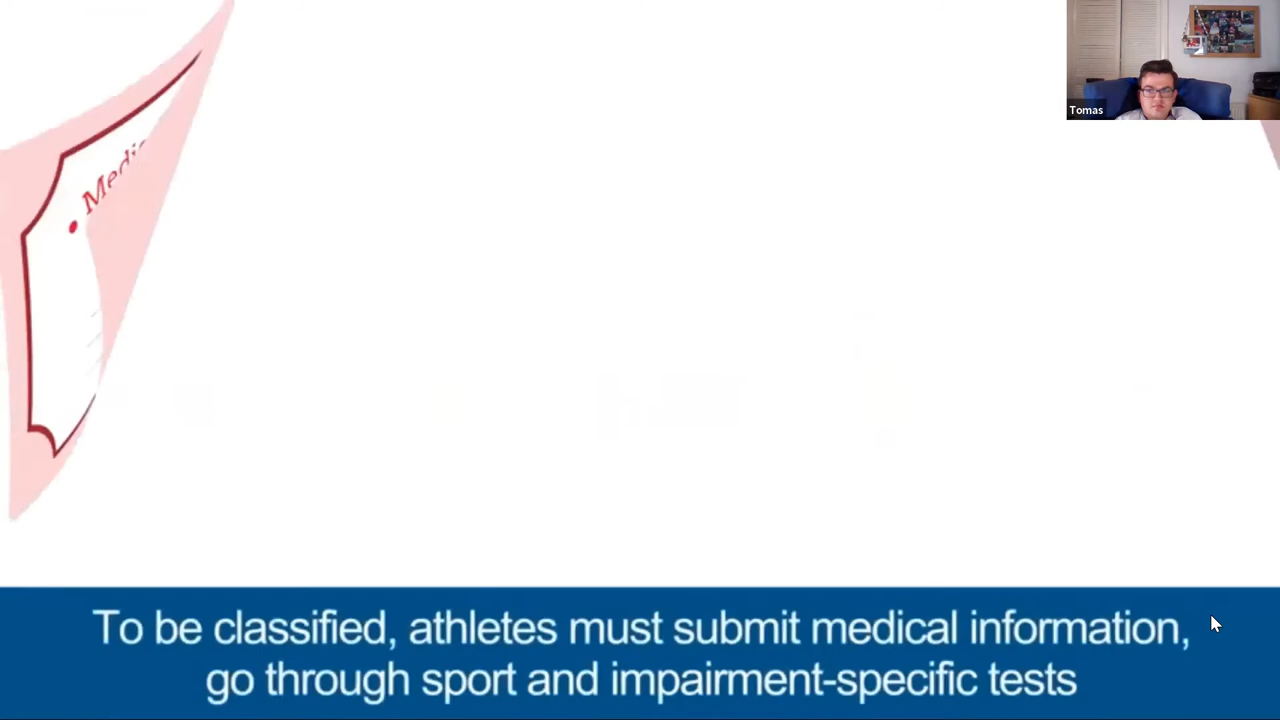 Tomas
To be classified, athletes must submit medical information,
go through sport and impairment-specific tests